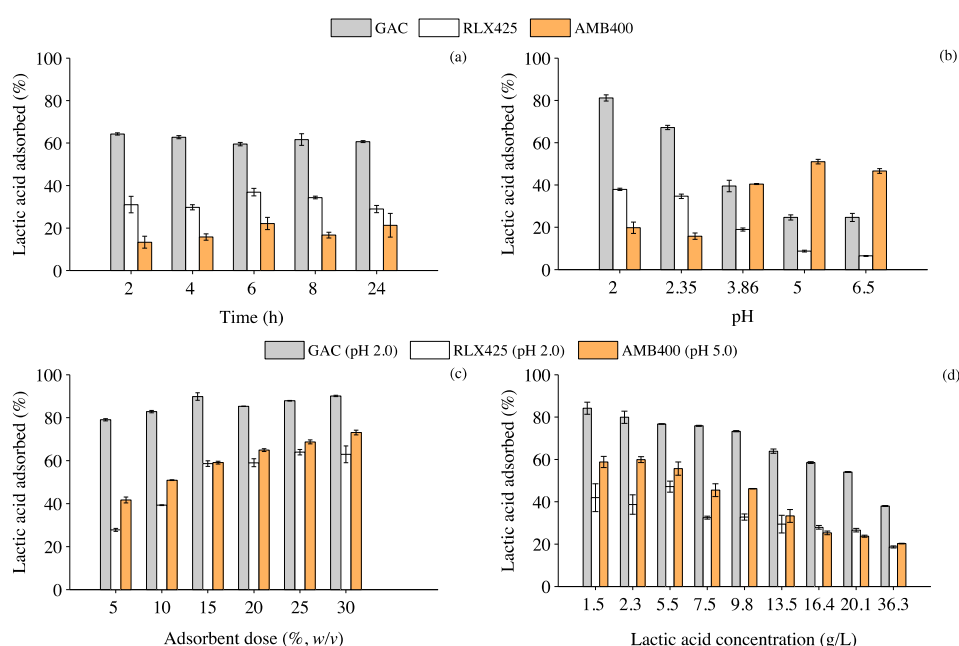 GAC RLX425 AMB400
(a)
Lactic acid adsorbed (%)
100
80
60
40
20
0
2 4 6 8 24
Time (h)
(b)
Lactic acid adsorbed (%)
100
80
60
40
20
0
2 2.35 3.86 5 6.5
pH
GAC (pH 2.0) RLX425 (pH 2.0) AMB400 (pH 5.0)
(c)
Lactic acid adsorbed (%)
100
80
60
40
20
0
5 10 15 20 25 30
Adsorbent dose (%, w/v)
(d)
Lactic acid adsorbed (%)
100
80
60
40
20
0
1.5 2.3 5.5 7.5 9.8 13.5 16.4 20.1 36.3
Lactic acid concentration (g/L)